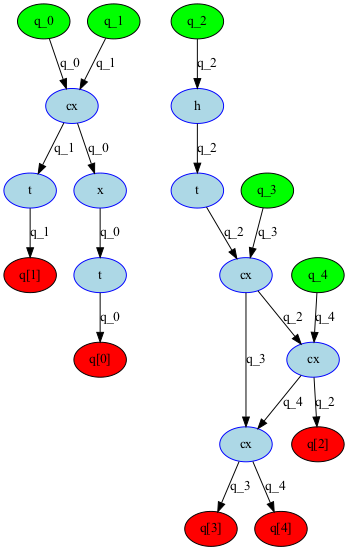 q_0 q_1 q_2
q_0 q_1 q_2
cx h
q_1 q_0 q_2
t x t q_3
q_1 q_0 q_2 q_3
q[1] t cx q_4
q_0 q_2 q_4
q[0] q_3 cx
q_4 q_2
cx q[2]
q_3 q_4
q[3] q[4]